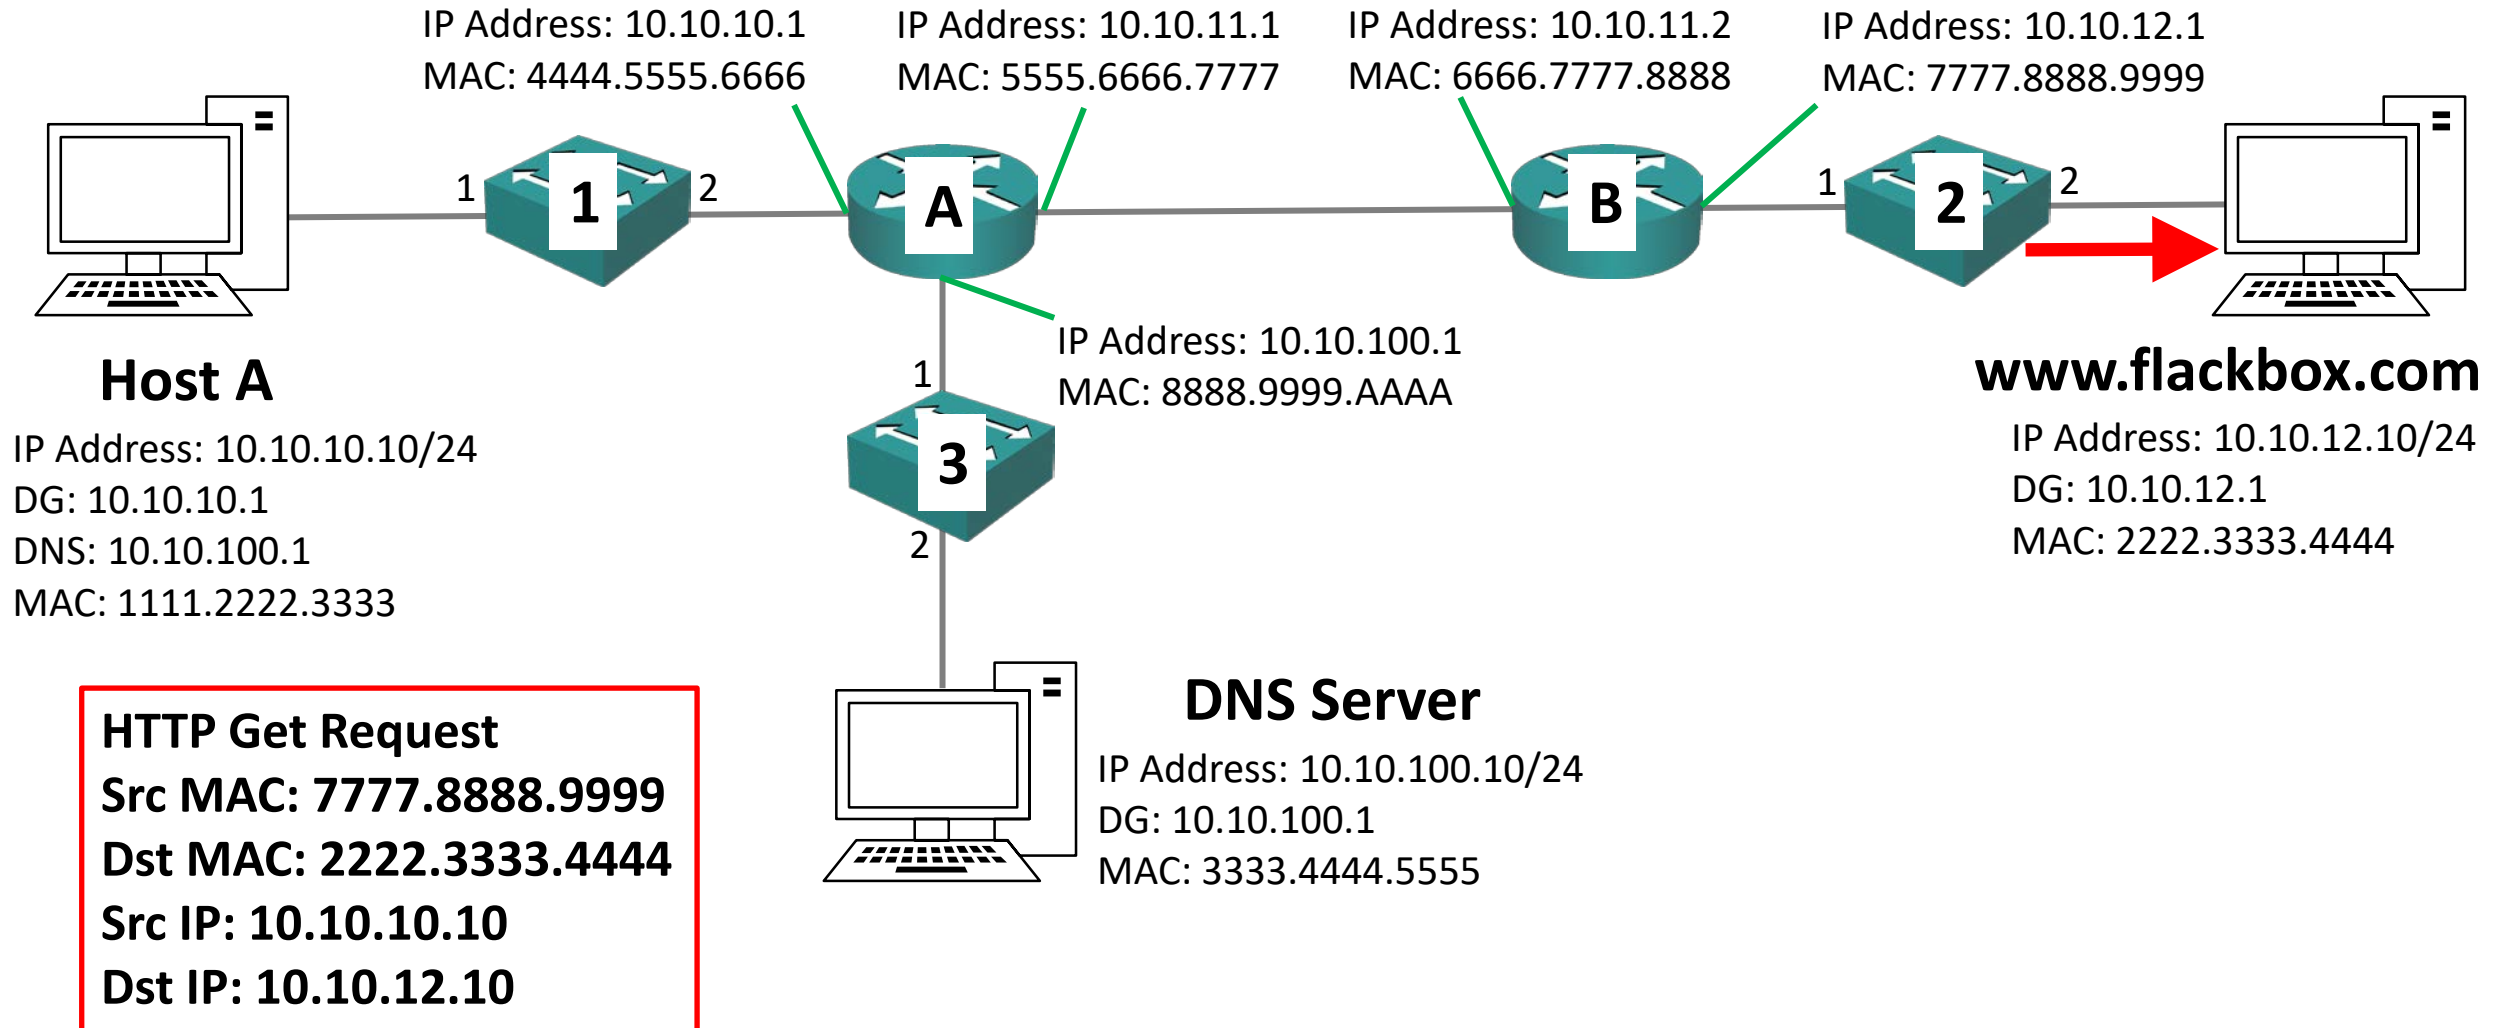 IP Address: 10.10.10.1
MAC: 4444.5555.6666
IP Address: 10.10.11.1
MAC: 5555.6666.7777
IP Address: 10.10.11.2
MAC: 6666.7777.8888
IP Address: 10.10.12.1
MAC: 7777.8888.9999
1
1
2
A
B
1
2
2
Host A
IP Address: 10.10.10.10/24
DG: 10.10.10.1
DNS: 10.10.100.1
MAC: 1111.2222.3333
IP Address: 10.10.100.1
MAC: 8888.9999.AAAA
1
3
2
www.flackbox.com
IP Address: 10.10.12.10/24
DG: 10.10.12.1
MAC: 2222.3333.4444
HTTP Get Request
Src MAC: 7777.8888.9999
Dst MAC: 2222.3333.4444
Src IP: 10.10.10.10
Dst IP: 10.10.12.10
DNS Server
IP Address: 10.10.100.10/24
DG: 10.10.100.1
MAC: 3333.4444.5555